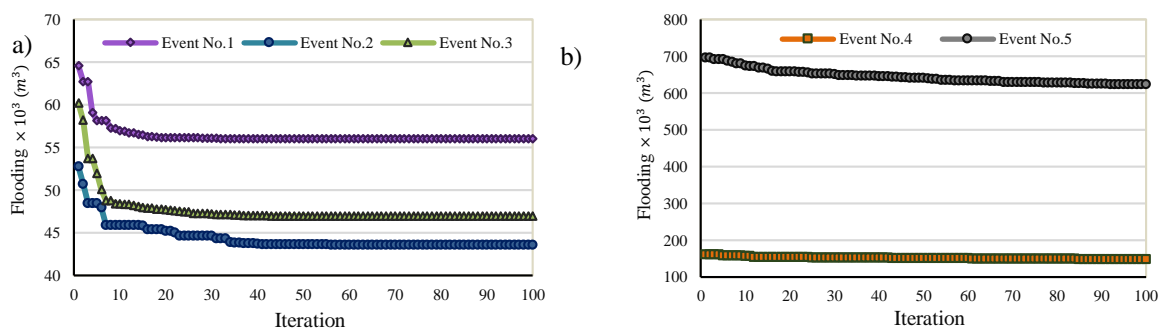 a)
Event No.1 Event No.2 Event No.3
Flooding × 10³ (m³)
70
65
60
55
50
45
40
0 10 20 30 40 50 60 70 80 90 100
Iteration
b)
Event No.4 Event No.5
Flooding × 10³ (m³)
800
700
600
500
400
300
200
100
0 10 20 30 40 50 60 70 80 90 100
Iteration